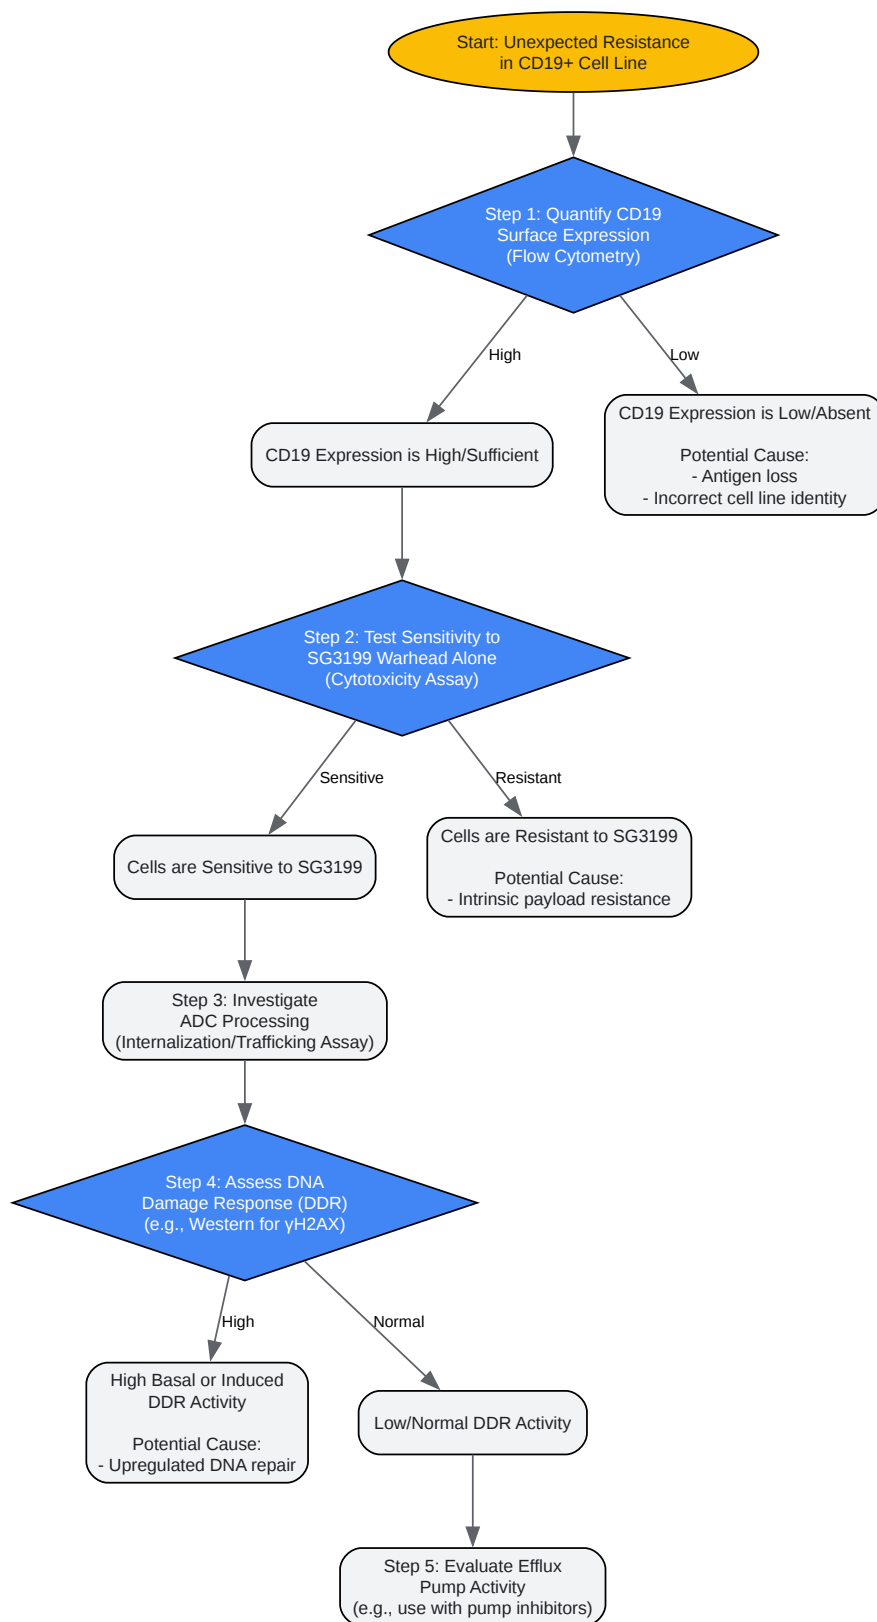 Start: Unexpected Resistance
in CD19+ Cell Line
Step 1: Quantify CD19
Surface Expression
(Flow Cytometry)
High
Low
CD19 Expression is High/Sufficient
CD19 Expression is Low/Absent
Potential Cause:
- Antigen loss
- Incorrect cell line identity
Step 2: Test Sensitivity to
SG3199 Warhead Alone
(Cytotoxicity Assay)
Sensitive
Resistant
Cells are Sensitive to SG3199
Cells are Resistant to SG3199
Potential Cause:
- Intrinsic payload resistance
Step 3: Investigate
ADC Processing
(Internalization/Trafficking Assay)
Step 4: Assess DNA
Damage Response (DDR)
(e.g., Western for γH2AX)
High
Normal
High Basal or Induced
DDR Activity
Potential Cause:
- Upregulated DNA repair
Low/Normal DDR Activity
Step 5: Evaluate Efflux
Pump Activity
(e.g., use with pump inhibitors)